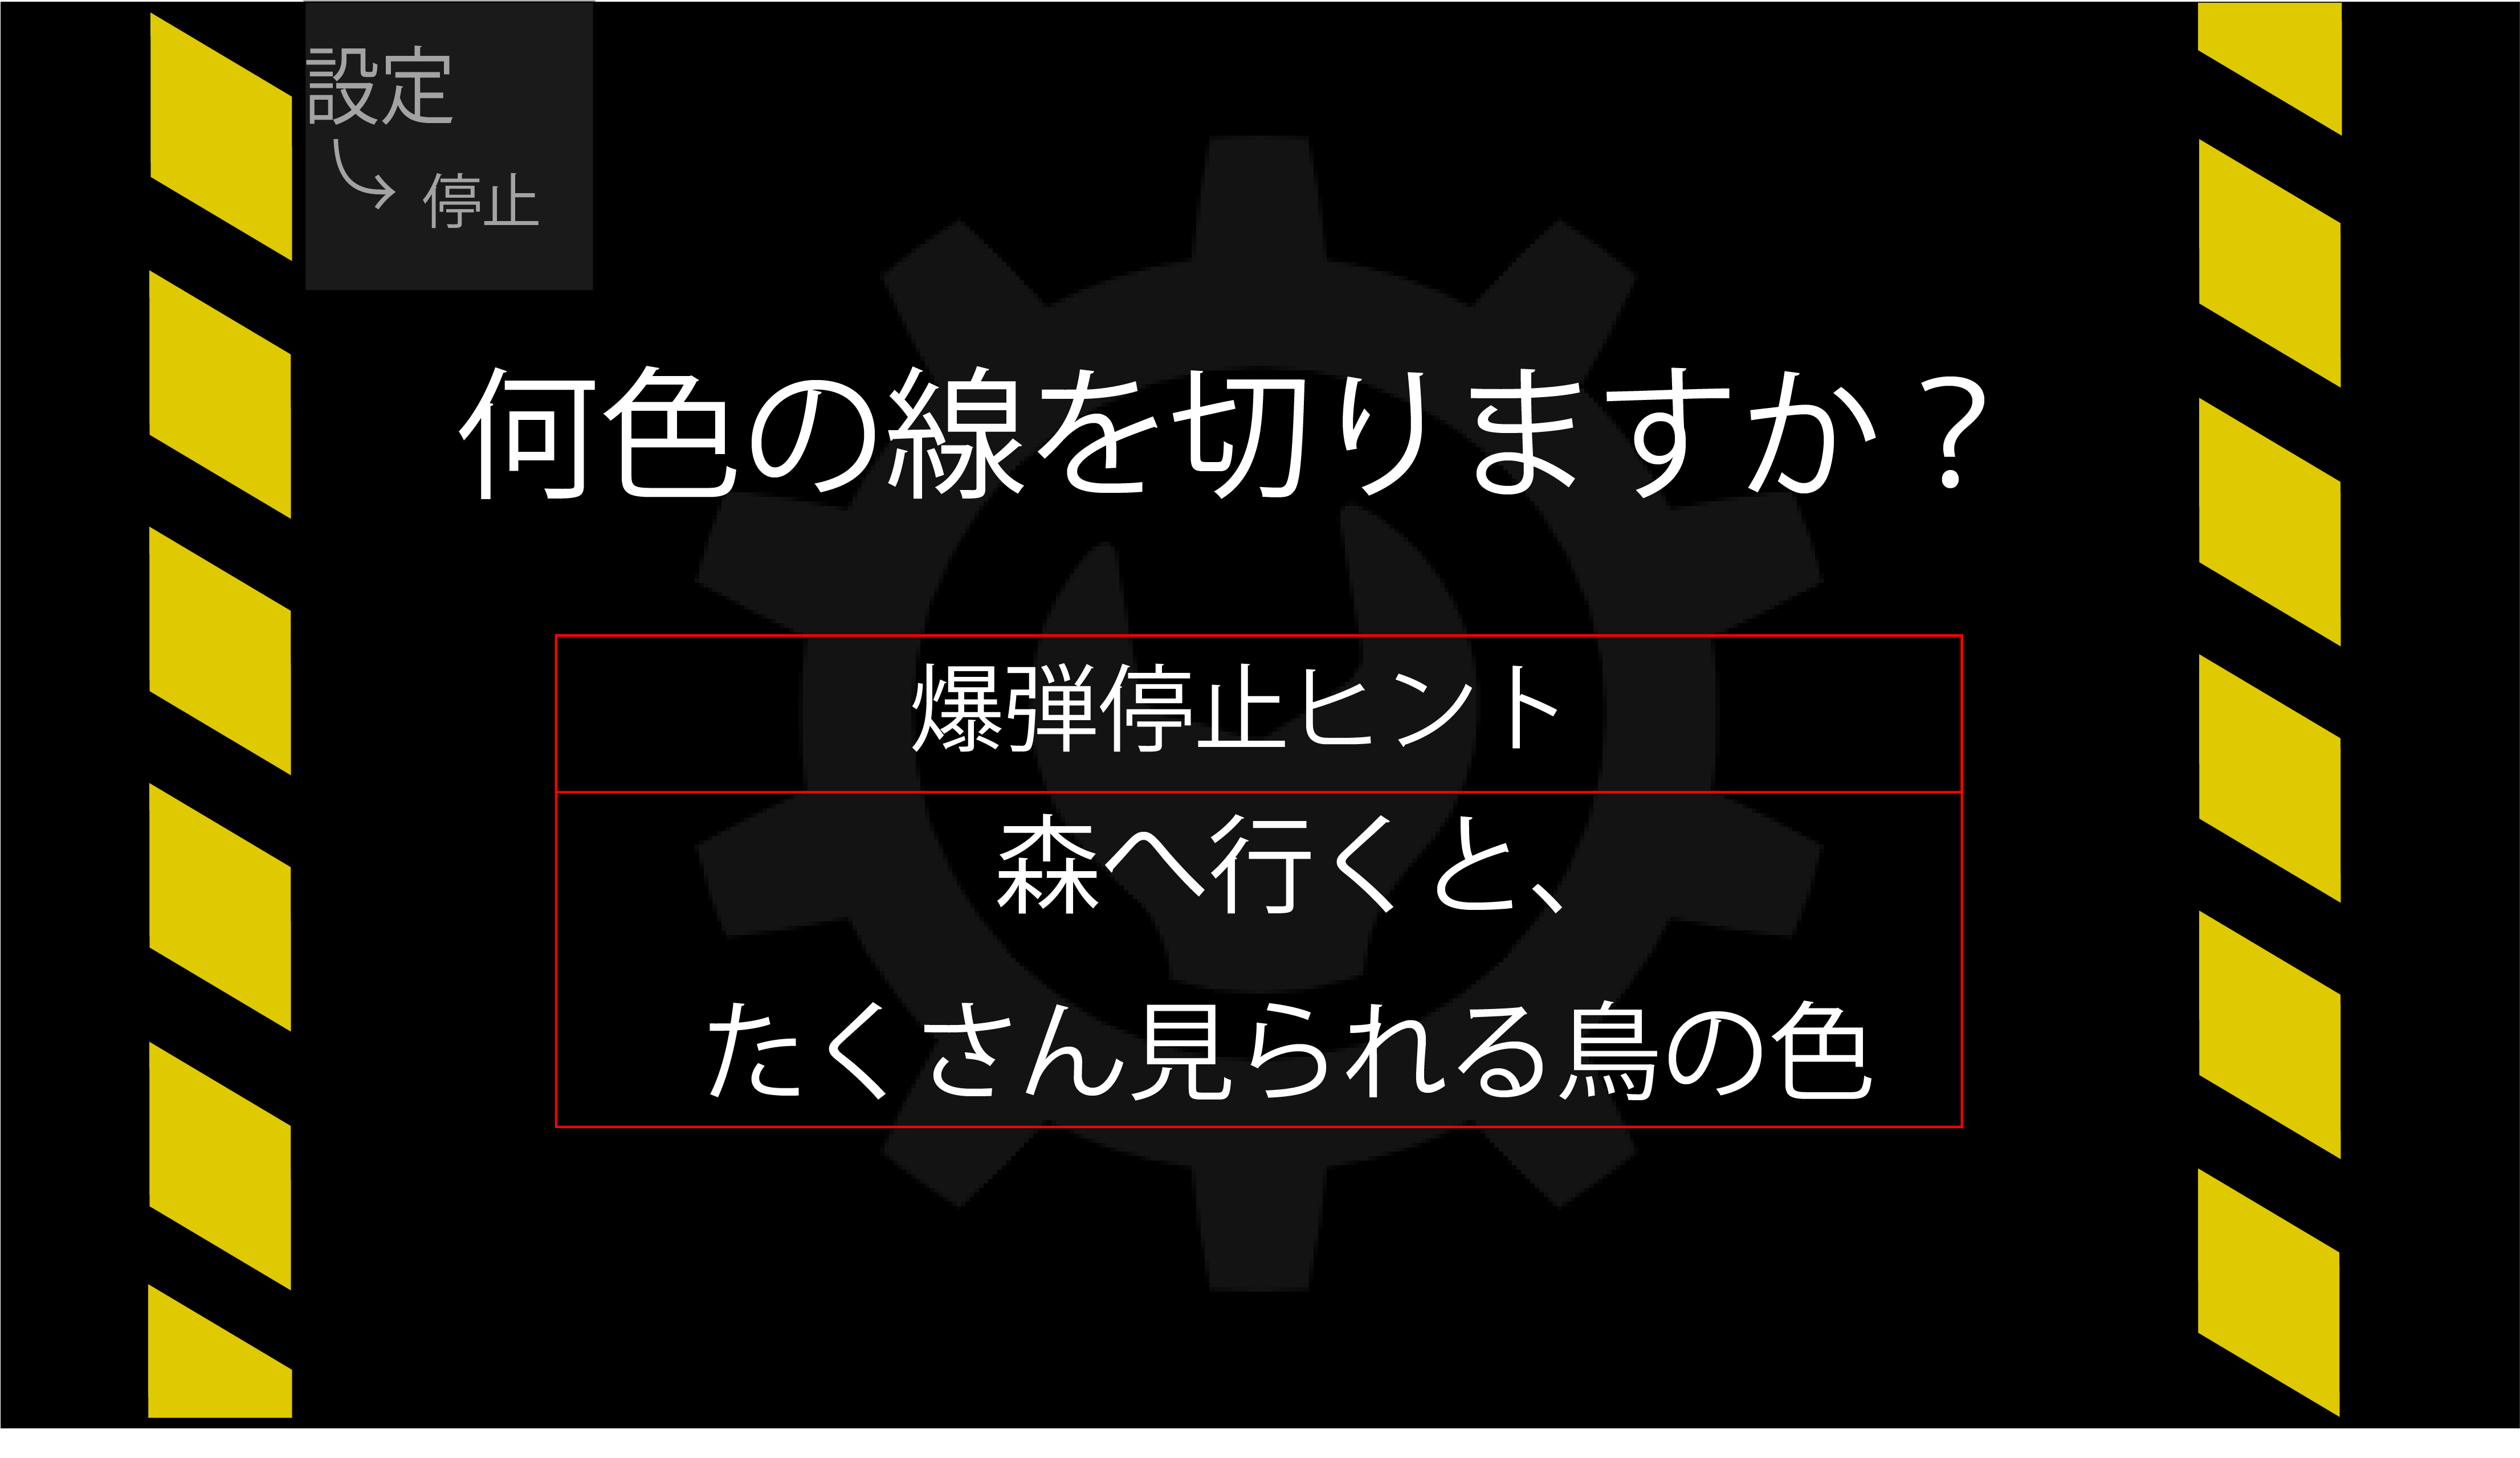 設定
停止
何色の線を切りますか？
爆弾停止ヒント
森へ行くと、
たくさん見られる鳥の色